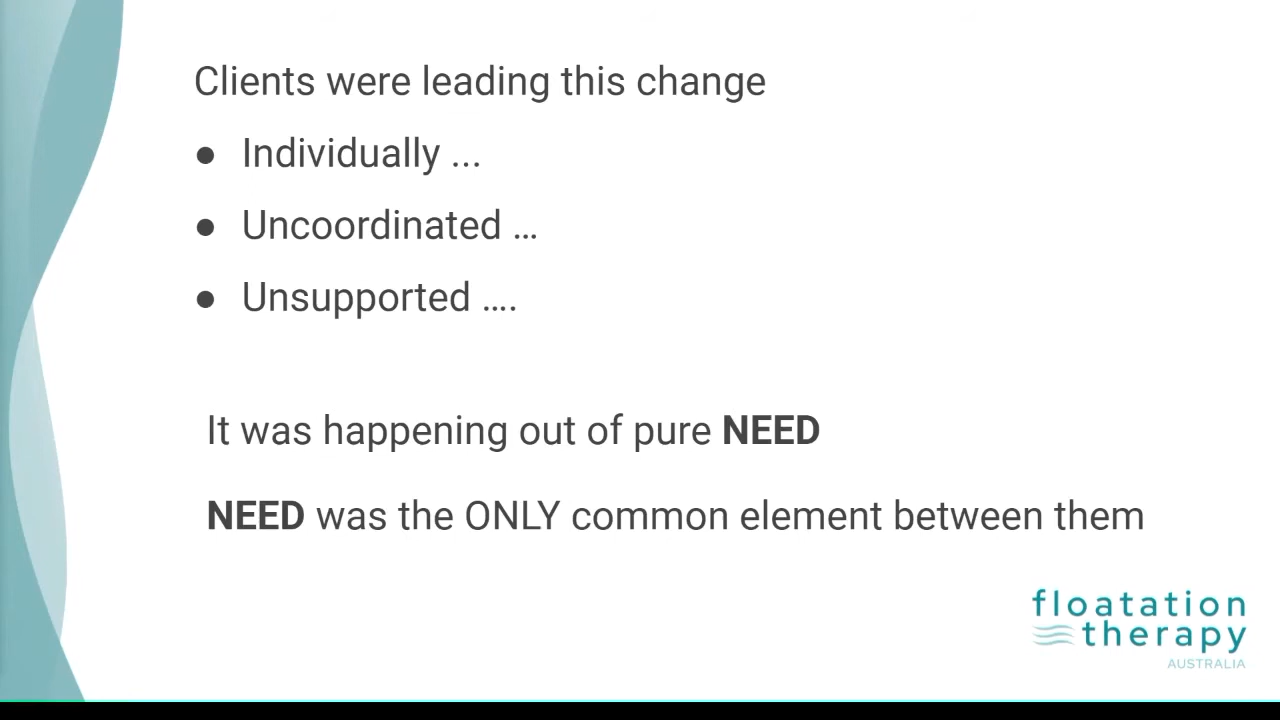 Clients were leading this change
● Individually ...
● Uncoordinated ...
● Unsupported ....
It was happening out of pure NEED
NEED was the ONLY common element between them
floatation
therapy
AUSTRALIA